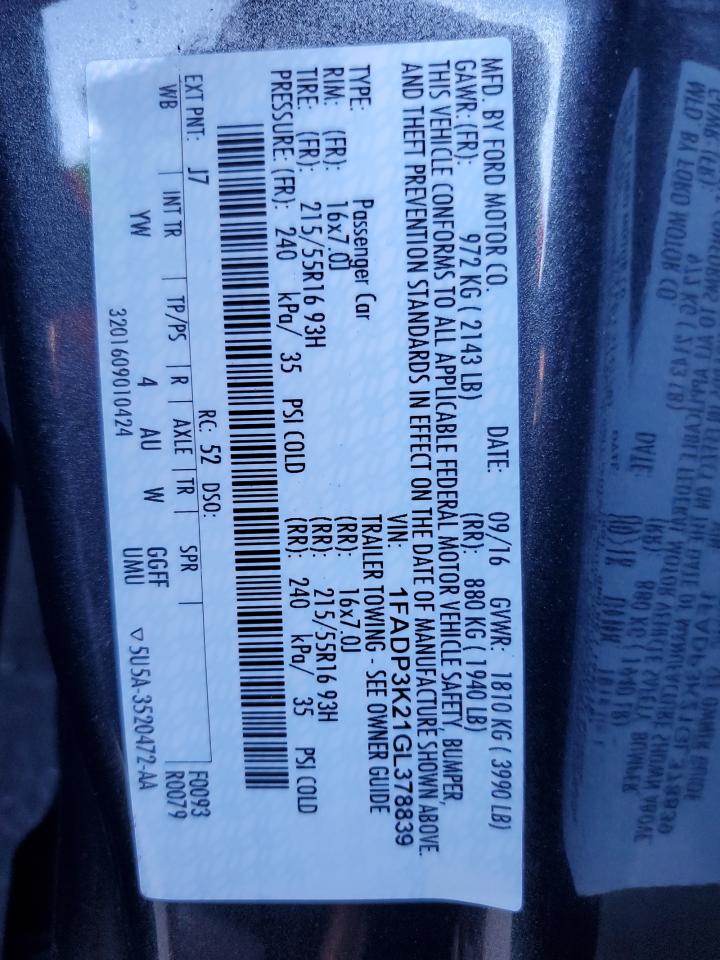 MFD. BY FORD MOTOR CO. DATE: 09/16 GVWR: 1810 KG ( 3990 LB)
GAWR: (FR): 972 KG ( 2143 LB) (RR): 880 KG ( 1940 LB)
THIS VEHICLE CONFORMS TO ALL APPLICABLE FEDERAL MOTOR VEHICLE SAFETY, BUMPER,
AND THEFT PREVENTION STANDARDS IN EFFECT ON THE DATE OF MANUFACTURE SHOWN ABOVE.
VIN: 1FADP3K21GL378839
TYPE: Passenger Car TRAILER TOWING - SEE OWNER GUIDE
RIM: (FR): 16x7.0J (RR): 16x7.0J
TIRE: (FR): 215/55R16 93H (RR): 215/55R16 93H
PRESSURE: (FR): 240 kPa/ 35 PSI COLD (RR): 240 kPa/ 35 PSI COLD
EXT PNT: J7 RC: 52 DSO: F0093
WB INT TR TP/PS R AXLE TR SPR R0079
YW 4 AU W GGFF
UMU
3201609010424 ▽5U5A-3520472-AA